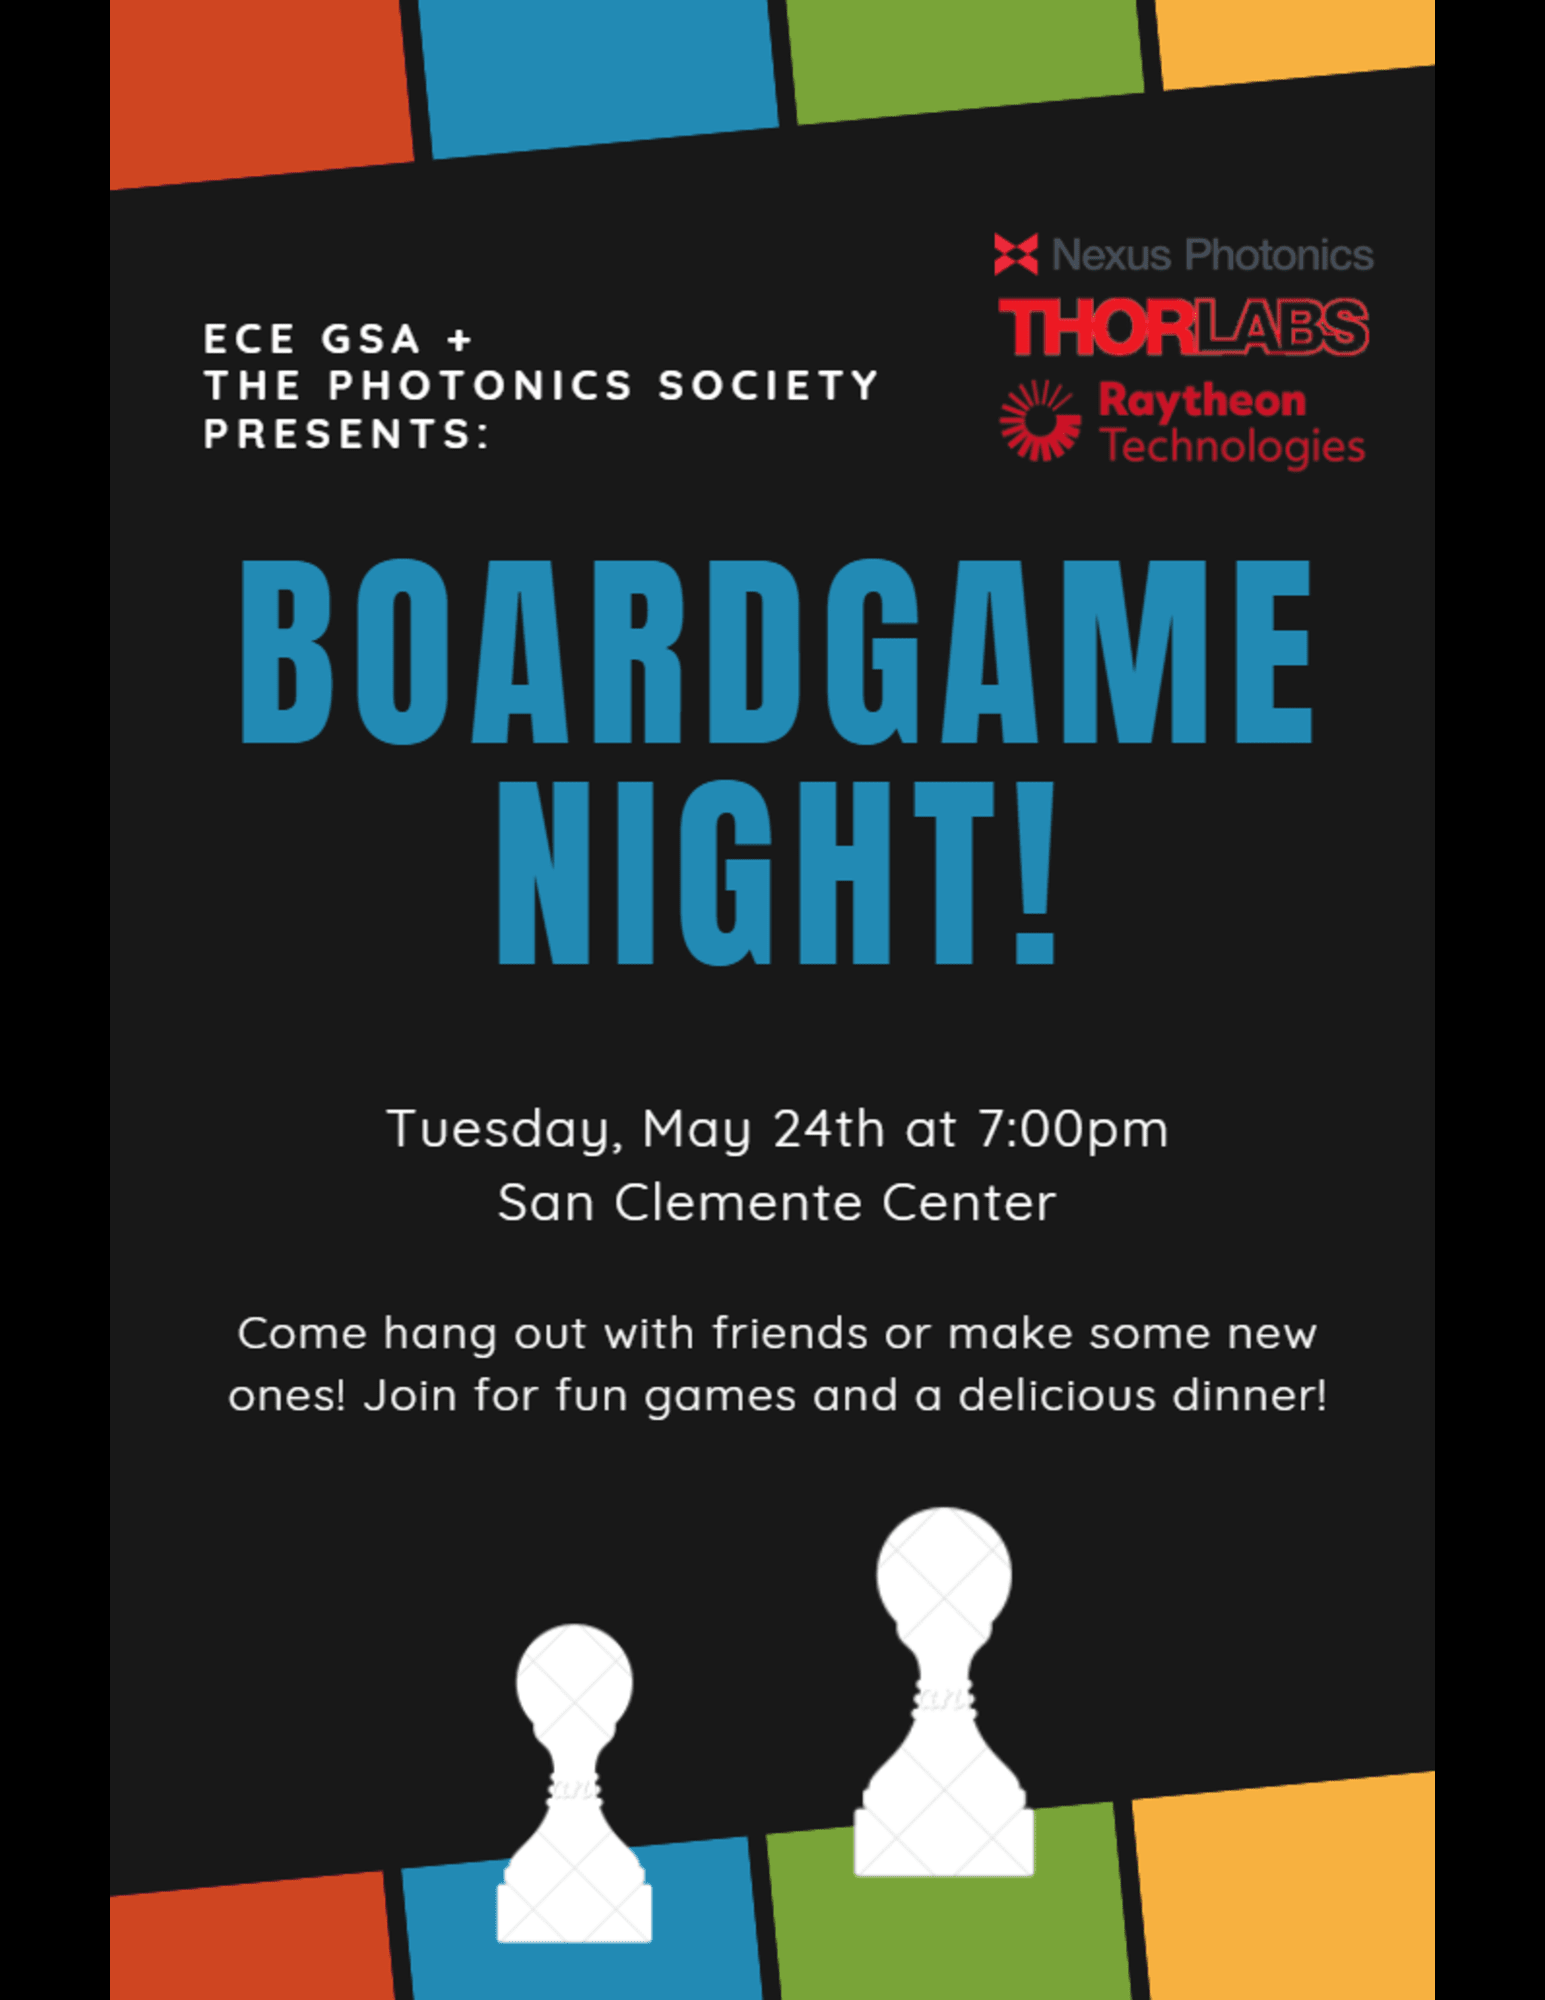 Nexus Photonics
THORLABS
Raytheon
Technologies
ECE GSA +
THE PHOTONICS SOCIETY
PRESENTS:
BOARDGAME
NIGHT!
Tuesday, May 24th at 7:00pm
San Clemente Center
Come hang out with friends or make some new
ones! Join for fun games and a delicious dinner!